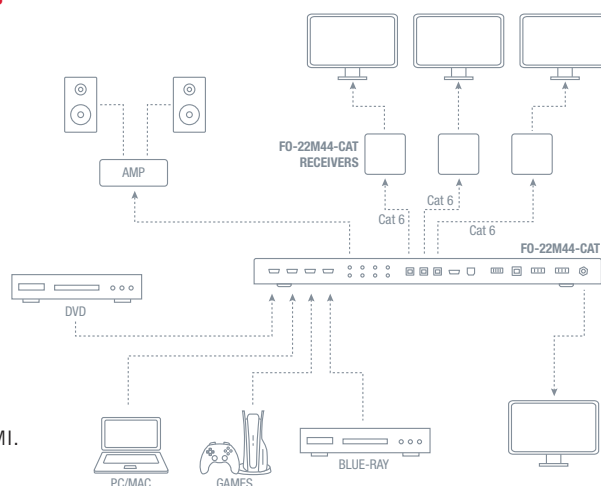 FO-22M44-CAT
RECEIVERS
AMP
Cat 6
Cat 6
Cat 6
FO-22M44-CAT
DVD
MI.
PC/MAC
GAMES
BLUE-RAY